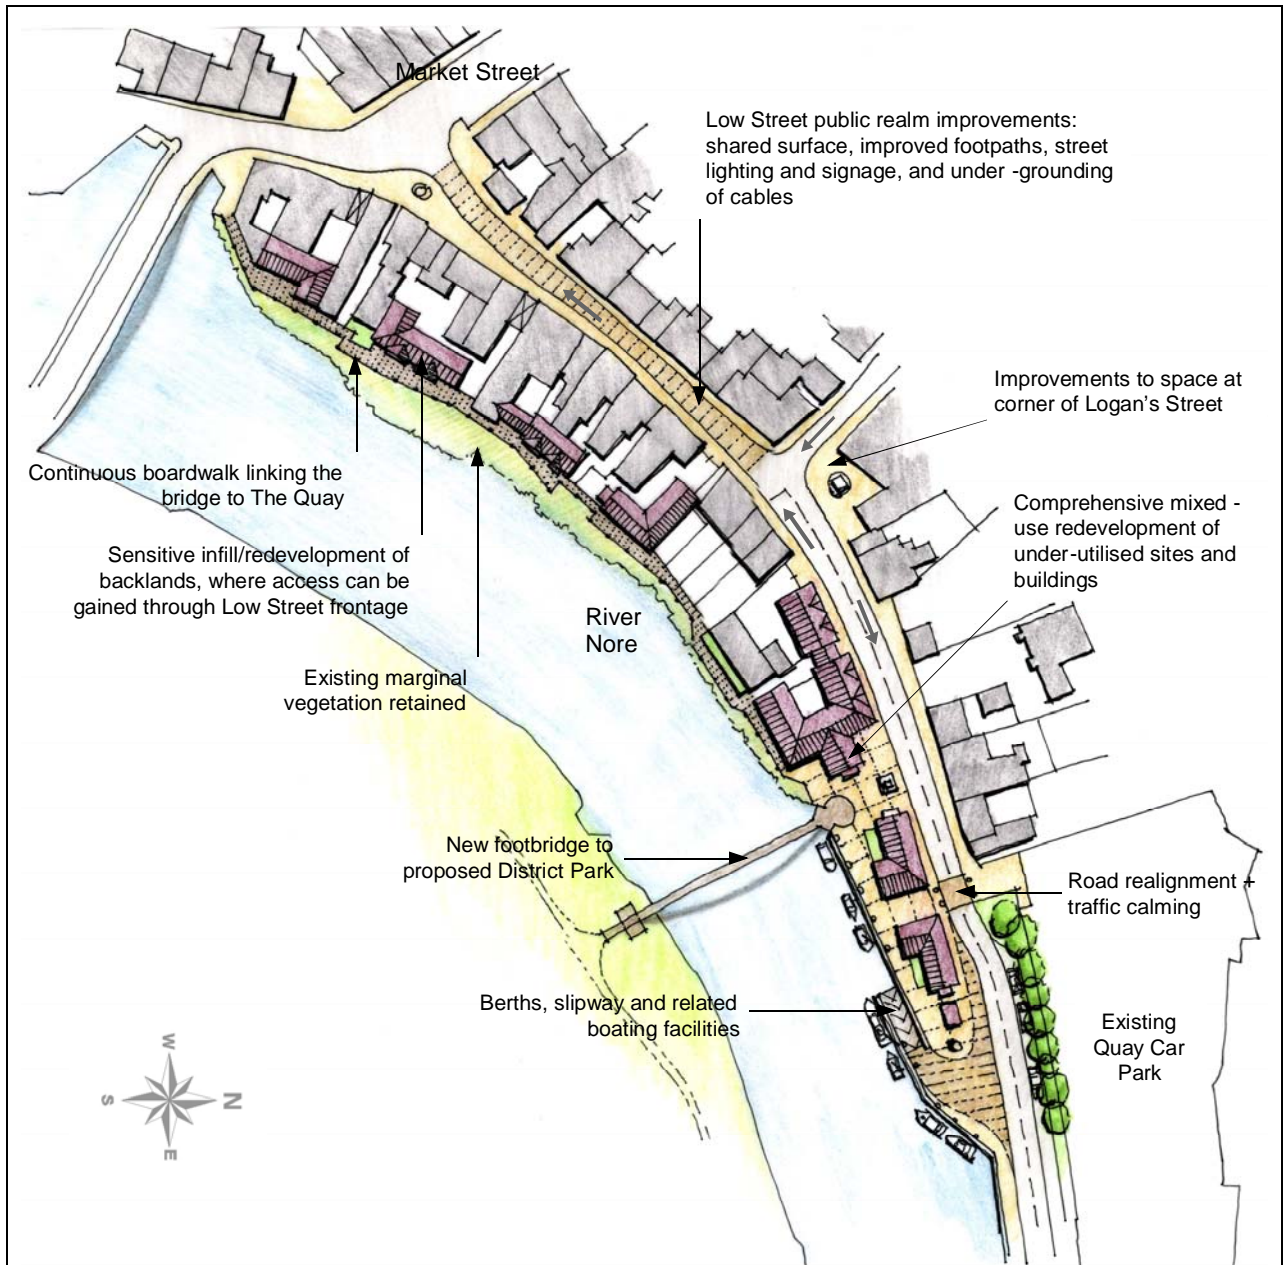 Market Street
Low Street public realm improvements:
shared surface, improved footpaths, street
lighting and signage, and under -grounding
of cables
Improvements to space at
corner of Logan's Street
Continuous boardwalk linking the
bridge to The Quay
Comprehensive mixed -
use redevelopment of
under-utilised sites and
buildings
Sensitive infill/redevelopment of
backlands, where access can be
gained through Low Street frontage
River
Nore
Existing marginal
vegetation retained
New footbridge to
proposed District Park
Road realignment +
traffic calming
Berths, slipway and related
boating facilities
Existing
Quay Car
Park
W
S
N
E